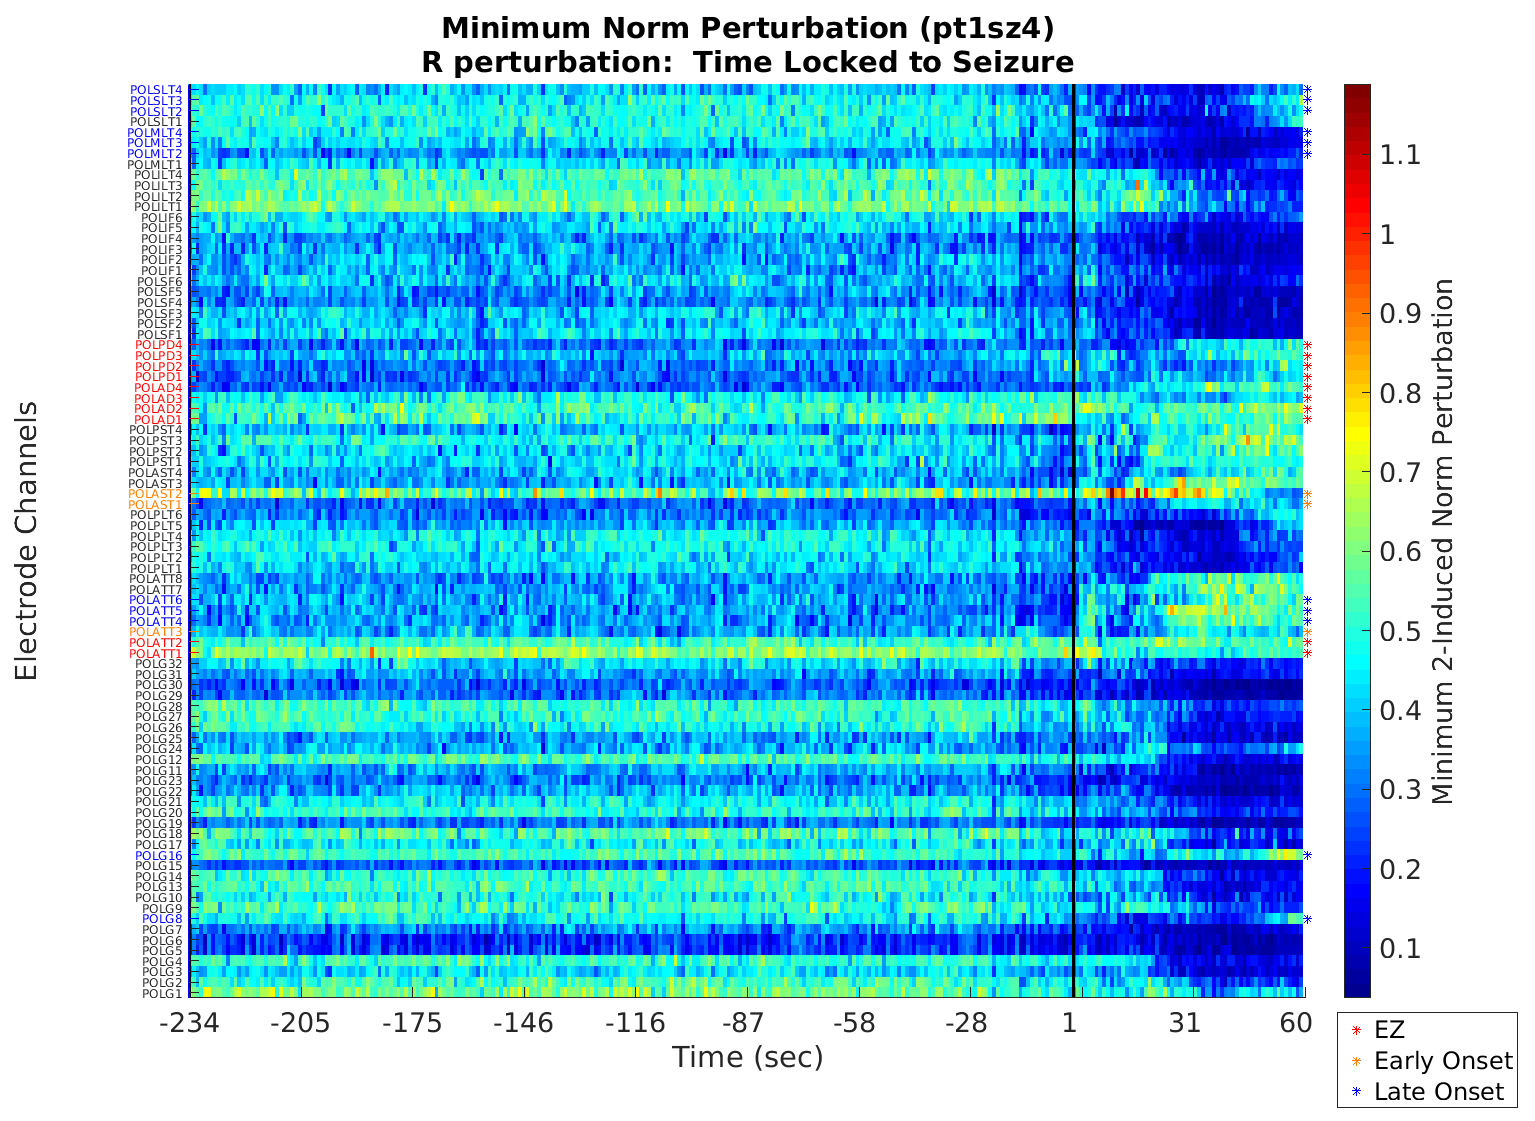 Minimum Norm Perturbation (pt1sz4)
R perturbation:  Time Locked to Seizure
Electrode Channels
POLSLT4
POLSLT3
POLSLT2
POLSLT1
POLMLT4
POLMLT3
POLMLT2
POLMLT1
POLILT4
POLILT3
POLILT2
POLILT1
POLIF6
POLIF5
POLIF4
POLIF3
POLIF2
POLIF1
POLSF6
POLSF5
POLSF4
POLSF3
POLSF2
POLSF1
POLPD4
POLPD3
POLPD2
POLPD1
POLAD4
POLAD3
POLAD2
POLAD1
POLPST4
POLPST3
POLPST2
POLPST1
POLAST4
POLAST3
POLAST2
POLAST1
POLPLT6
POLPLT5
POLPLT4
POLPLT3
POLPLT2
POLPLT1
POLATT8
POLATT7
POLATT6
POLATT5
POLATT4
POLATT3
POLATT2
POLATT1
POLG32
POLG31
POLG30
POLG29
POLG28
POLG27
POLG26
POLG25
POLG24
POLG12
POLG11
POLG23
POLG22
POLG21
POLG20
POLG19
POLG18
POLG17
POLG16
POLG15
POLG14
POLG13
POLG10
POLG9
POLG8
POLG7
POLG6
POLG5
POLG4
POLG3
POLG2
POLG1
-234 -205 -175 -146 -116 -87 -58 -28 1 31 60
Time (sec)
1.1
1
0.9
0.8
0.7
0.6
0.5
0.4
0.3
0.2
0.1
Minimum 2-Induced Norm Perturbation
EZ
Early Onset
Late Onset